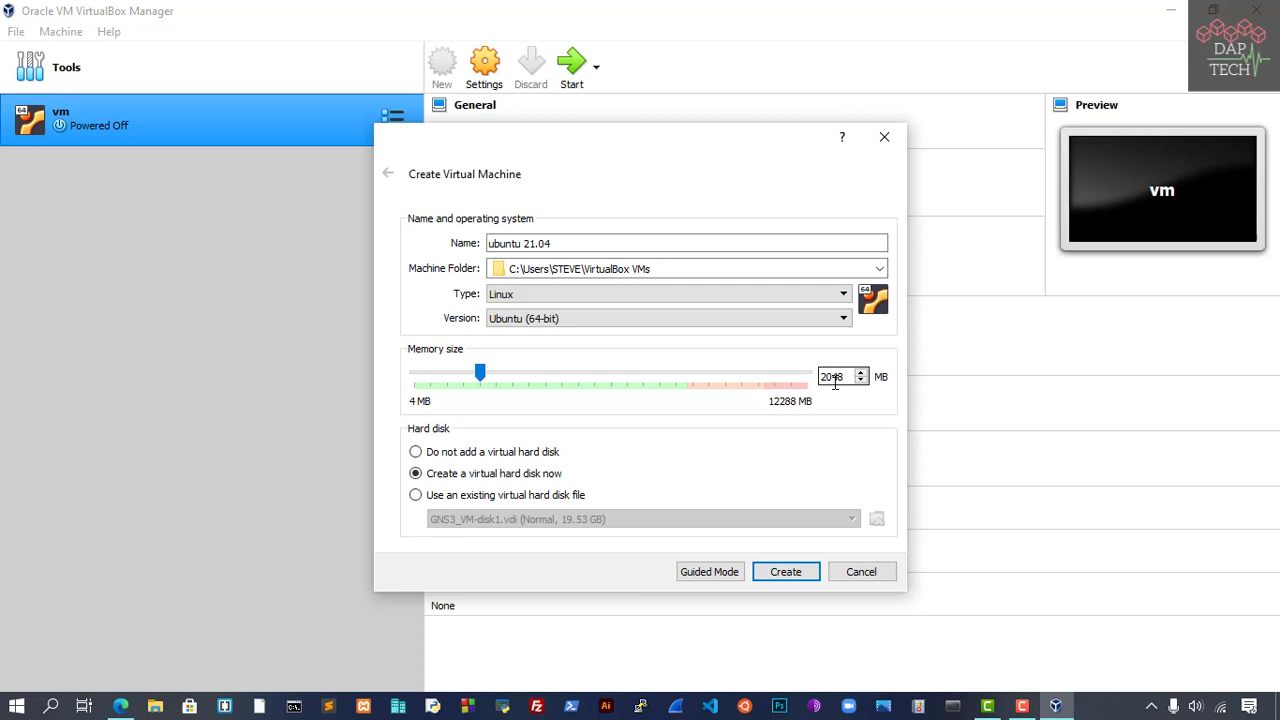 Oracle VM VirtualBox Manager
File Machine Help
DAP
TECH
Tools
New Settings Discard Start
64
vm
Powered Off
General
Preview
vm
?
Create Virtual Machine
Name and operating system
Name: ubuntu 21.04
Machine Folder: C:\Users\STEVE\VirtualBox VMs
Type: Linux
64
Version: Ubuntu (64-bit)
Memory size
2048 MB
4 MB 12288 MB
Hard disk
Do not add a virtual hard disk
Create a virtual hard disk now
Use an existing virtual hard disk file
GNS3_VM-disk1.vdi (Normal, 19.53 GB)
Guided Mode Create Cancel
None